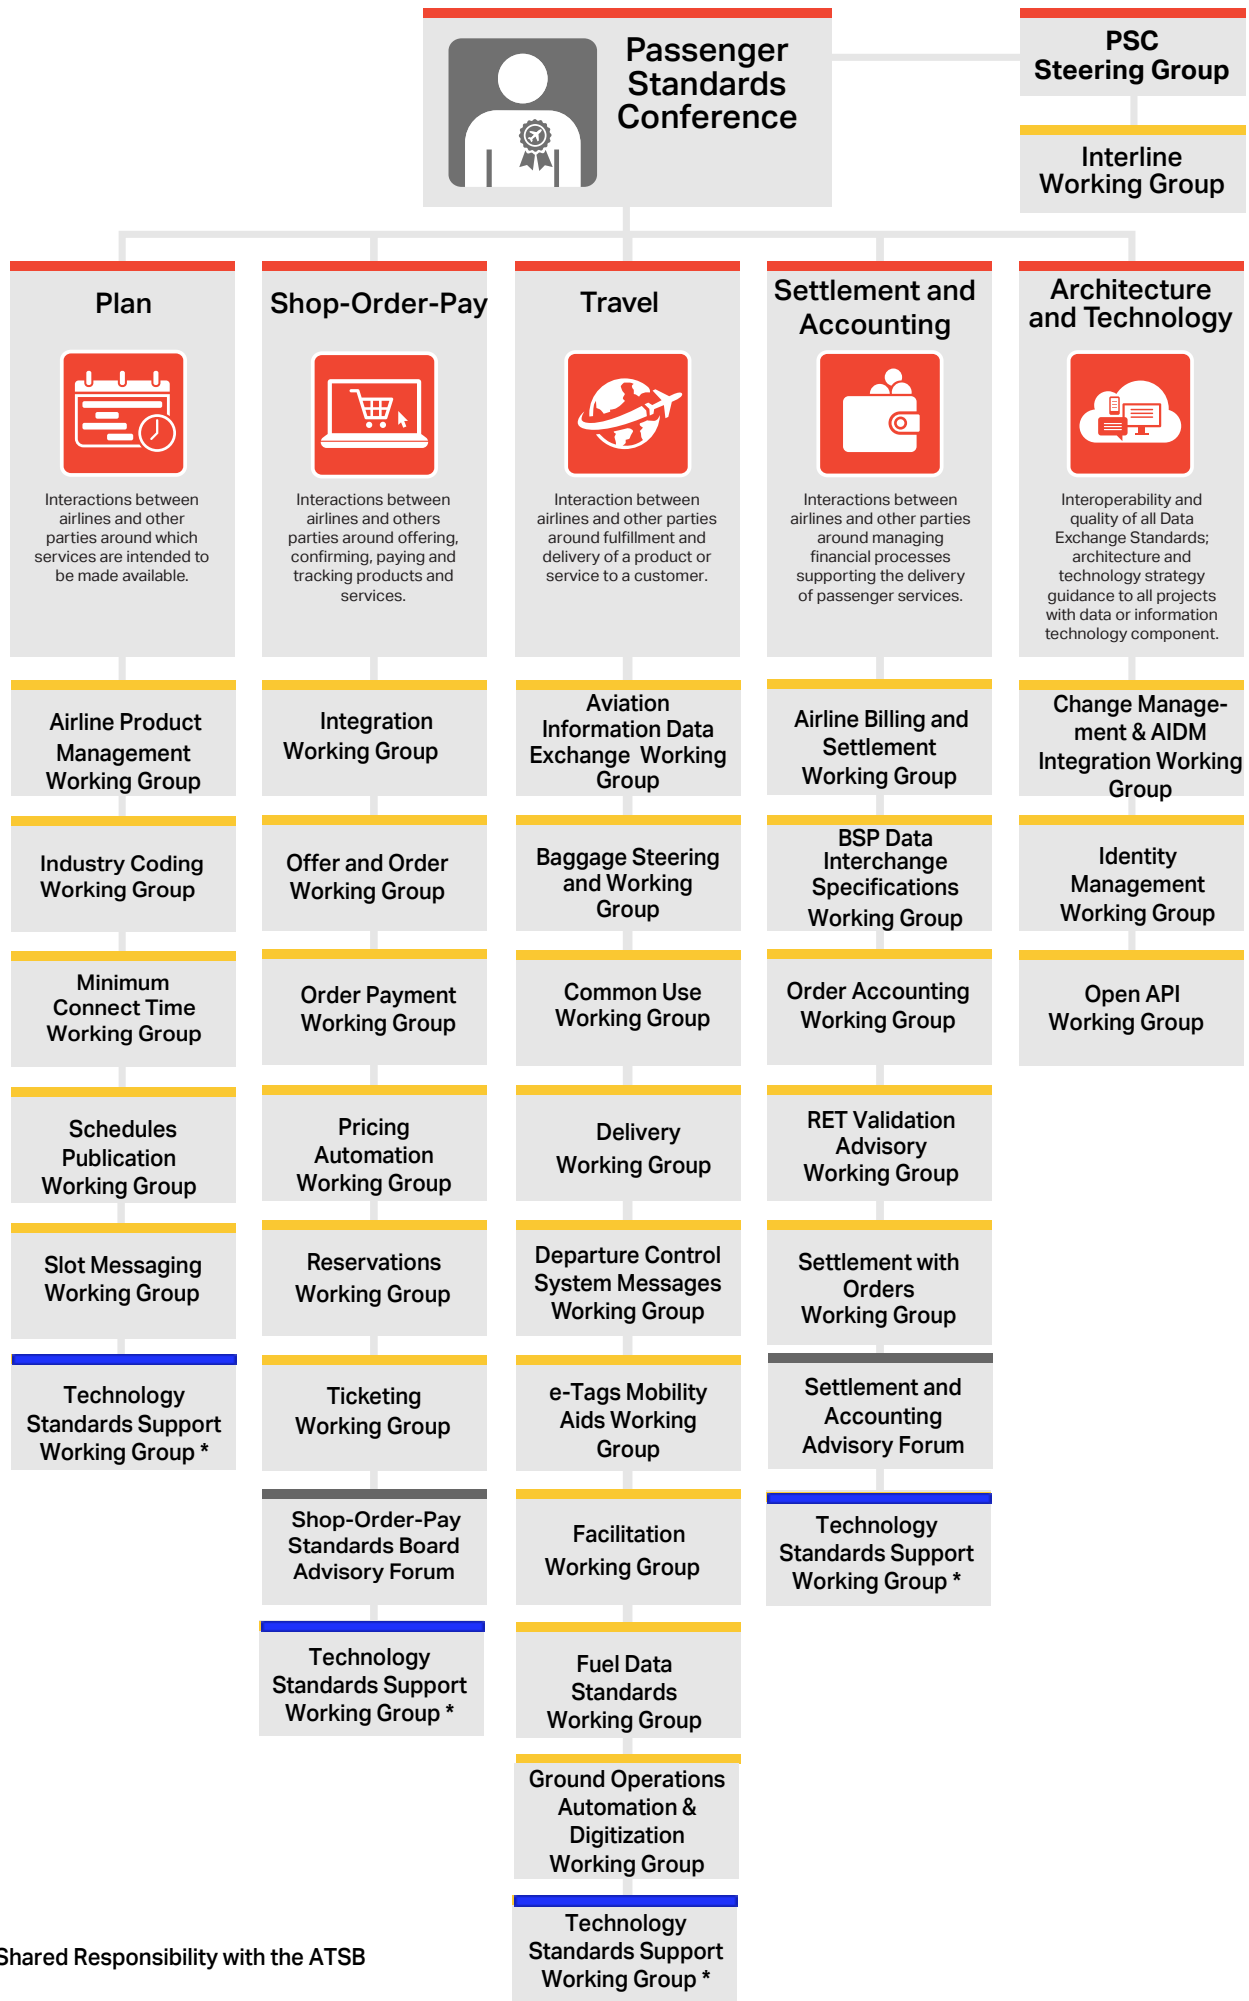 Passenger
Standards
Conference
PSC
Steering Group
Interline
Working Group
Plan
Interactions between
airlines and other
parties around which
services are intended to
be made available.
Airline Product
Management
Working Group
Industry Coding
Working Group
Minimum
Connect Time
Working Group
Schedules
Publication
Working Group
Slot Messaging
Working Group
Technology
Standards Support
Working Group *
Shop-Order-Pay
Interactions between
airlines and others
parties around offering,
confirming, paying and
tracking products and
services.
Integration
Working Group
Offer and Order
Working Group
Order Payment
Working Group
Pricing
Automation
Working Group
Reservations
Working Group
Ticketing
Working Group
Shop-Order-Pay
Standards Board
Advisory Forum
Technology
Standards Support
Working Group *
Travel
Interaction between
airlines and other parties
around fulfillment and
delivery of a product or
service to a customer.
Aviation
Information Data
Exchange Working
Group
Baggage Steering
and Working
Group
Common Use
Working Group
Delivery
Working Group
Departure Control
System Messages
Working Group
e-Tags Mobility
Aids Working
Group
Facilitation
Working Group
Fuel Data
Standards
Working Group
Ground Operations
Automation &
Digitization
Working Group
Technology
Standards Support
Working Group *
Settlement and
Accounting
Interactions between
airlines and other parties
around managing
financial processes
supporting the delivery
of passenger services.
Airline Billing and
Settlement
Working Group
BSP Data
Interchange
Specifications
Working Group
Order Accounting
Working Group
RET Validation
Advisory
Working Group
Settlement with
Orders
Working Group
Settlement and
Accounting
Advisory Forum
Technology
Standards Support
Working Group *
Architecture
and Technology
Interoperability and
quality of all Data
Exchange Standards;
architecture and
technology strategy
guidance to all projects
with data or information
technology component.
Change Manage-
ment & AIDM
Integration Working
Group
Identity
Management
Working Group
Open API
Working Group
Shared Responsibility with the ATSB